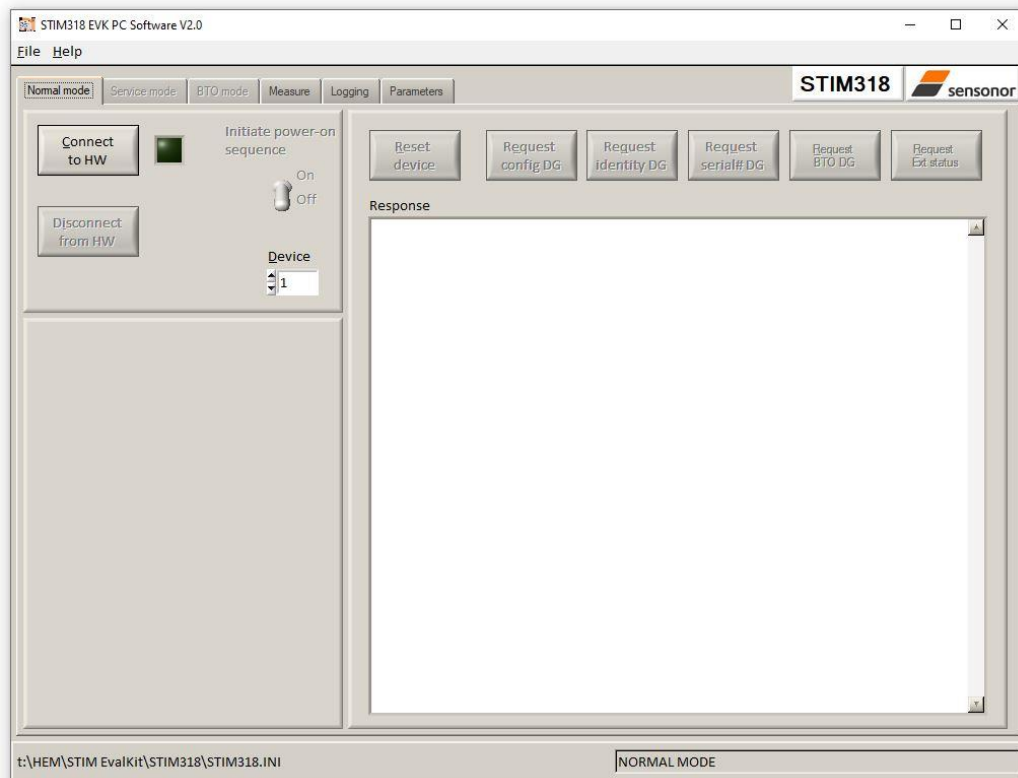 STIM318 EVK PC Software V2.0
File Help
Normal mode Service mode BTO mode Measure Logging Parameters
STIM318 sensonor
Connect
to HW
Initiate power-on
sequence
On
Off
Disconnect
from HW
Device
1
Reset
device
Request
config DG
Request
identity DG
Request
serial# DG
Request
BTO DG
Request
Ext status
Response
t:\HEM\STIM EvalKit\STIM318\STIM318.INI
NORMAL MODE